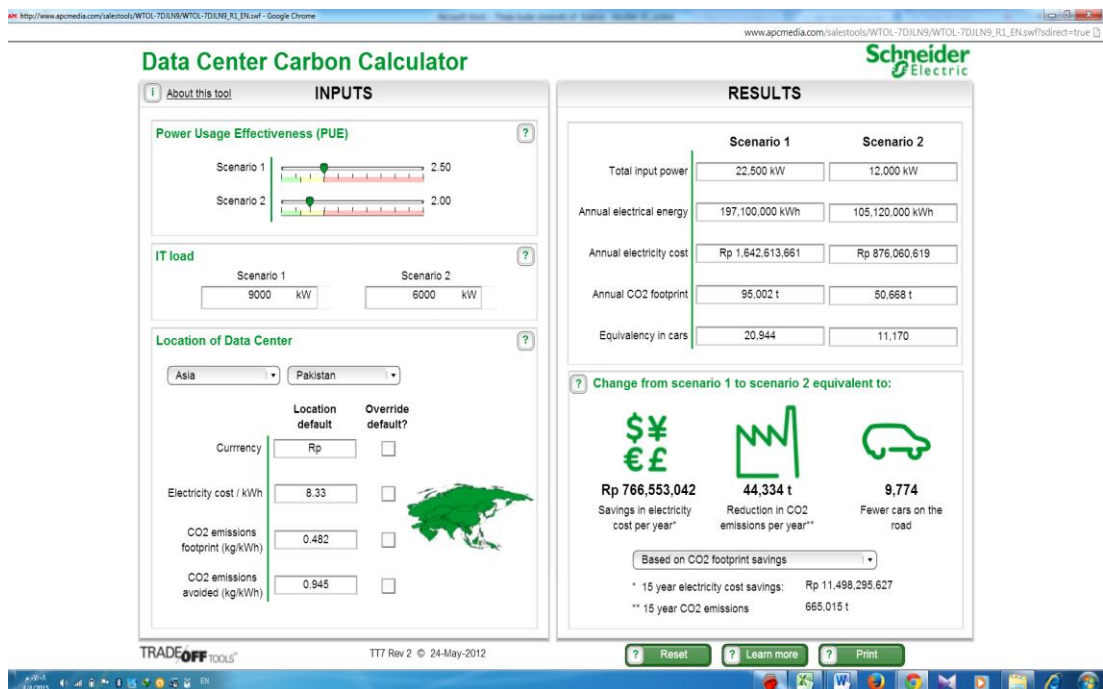 http://www.apcmedia.com/salestools/WTOL-7DJLN9/WTOL-7DJLN9_R1_EN.swf - Google Chrome
www.apcmedia.com/salestools/WTOL-7DJLN9/WTOL-7DJLN9_R1_EN.swf?sdirect=true
Data Center Carbon Calculator
Schneider
Electric
i About this tool INPUTS
Power Usage Effectiveness (PUE) ?
Scenario 1 2.50
Scenario 2 2.00
IT load ?
Scenario 1 Scenario 2
9000 kW 6000 kW
Location of Data Center ?
Asia Pakistan
Location default Override default?
Currrency Rp
Electricity cost / kWh 8.33
CO2 emissions footprint (kg/kWh) 0.482
CO2 emissions avoided (kg/kWh) 0.945
RESULTS
Scenario 1 Scenario 2
Total input power 22,500 kW 12,000 kW
Annual electrical energy 197,100,000 kWh 105,120,000 kWh
Annual electricity cost Rp 1,642,613,661 Rp 876,060,619
Annual CO2 footprint 95,002 t 50,668 t
Equivalency in cars 20,944 11,170
? Change from scenario 1 to scenario 2 equivalent to:
$ ¥
€ £
Rp 766,553,042 44,334 t 9,774
Savings in electricity cost per year* Reduction in CO2 emissions per year** Fewer cars on the road
Based on CO2 footprint savings
* 15 year electricity cost savings: Rp 11,498,295,627
** 15 year CO2 emissions 665,015 t
TRADE OFF TOOLS™ TT7 Rev 2 © 24-May-2012
? Reset ? Learn more ? Print
EN